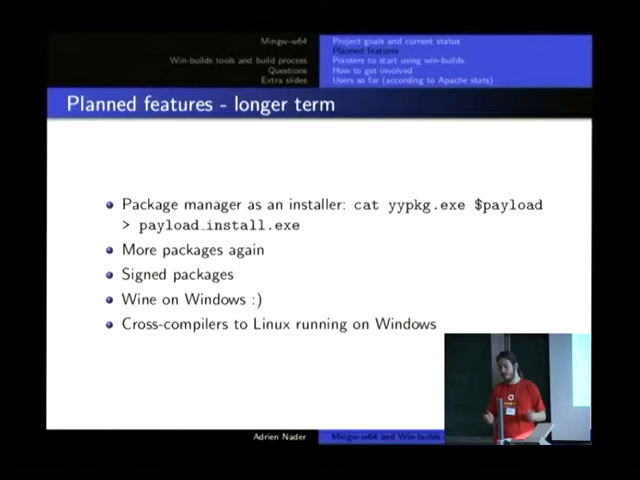 Mingw-w64
Win-builds tools and build process
Questions
Extra slides
Project goals and current status
Planned features
Pointers to start using win-builds
How to get involved
Users so far (according to Apache stats)
Planned features - longer term
Package manager as an installer: cat yypkg.exe $payload
> payload_install.exe
More packages again
Signed packages
Wine on Windows :)
Cross-compilers to Linux running on Windows
Adrien Nader
Mingw-w64 and Win-builds